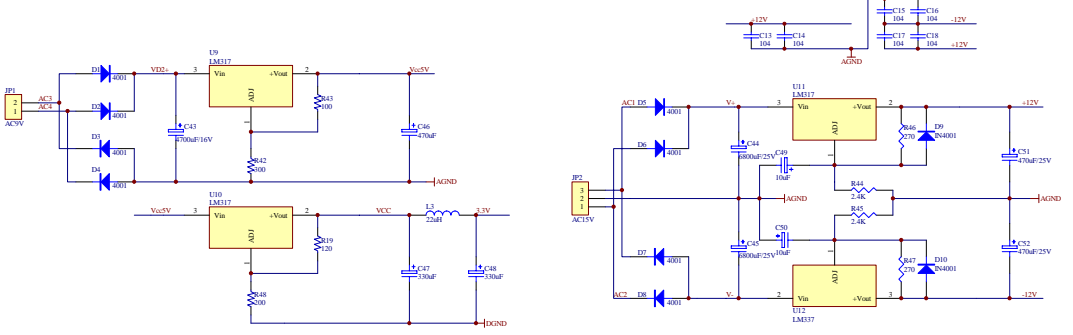 C15
104
C16
104
+12V
-12V
C13
104
C14
104
C17
104
C18
104
+12V
AGND
U9
LM317
D1
4001
VD2+
3
Vin
+Vout
2
Vcc5V
ADJ
1
JP1
2
1
AC9V
AC3
AC4
D2
4001
R43
100
D3
4001
C43
4700uF/16V
C46
470uF
D4
4001
R42
300
AGND
U10
LM317
Vcc5V
3
Vin
+Vout
2
VCC
L3
22uH
3.3V
ADJ
1
R19
120
C47
330uF
C48
330uF
R48
200
DGND
U11
LM317
AC1
D5
4001
V+
3
Vin
+Vout
2
+12V
ADJ
1
D6
4001
C44
6800uF/25V
C49
10uF
R46
270
D9
IN4001
C51
470uF/25V
JP2
3
2
1
AC15V
R44
2.4K
AGND
R45
2.4K
AGND
C50
10uF
C45
6800uF/25V
D7
4001
R47
270
D10
IN4001
C52
470uF/25V
ADJ
1
AC2
D8
4001
V-
2
Vin
+Vout
3
-12V
U12
LM337